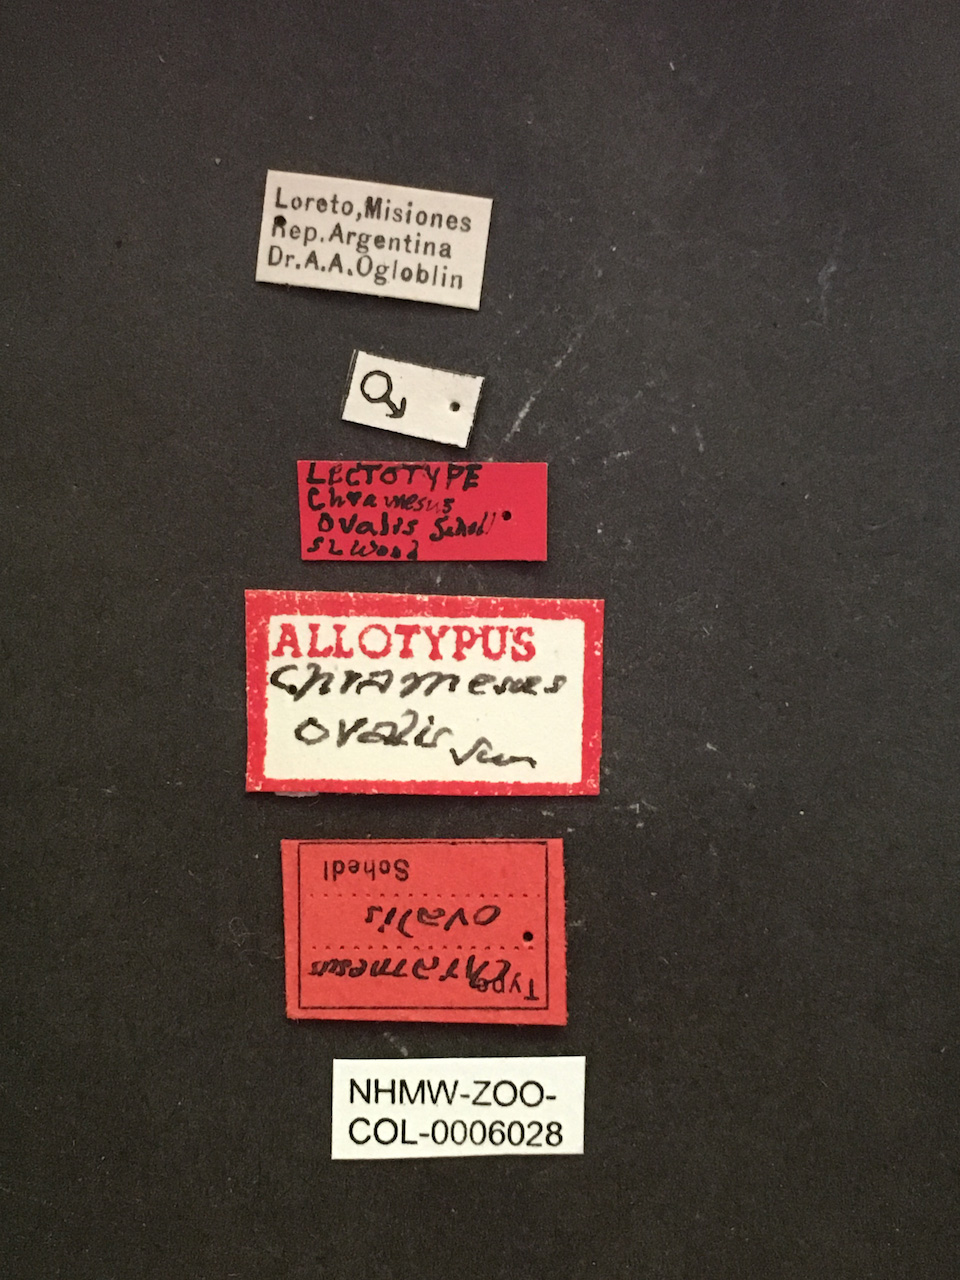 Loreto, Misiones
Rep. Argentina
Dr. A. A. Ogloblin
♂
LECTOTYPE
Chramesus
ovalis Schedl
SL Wood
ALLOTYPUS
Chramesus
ovalis
Type Chramesus
ovalis
Schedl
NHMW-ZOO-
COL-0006028